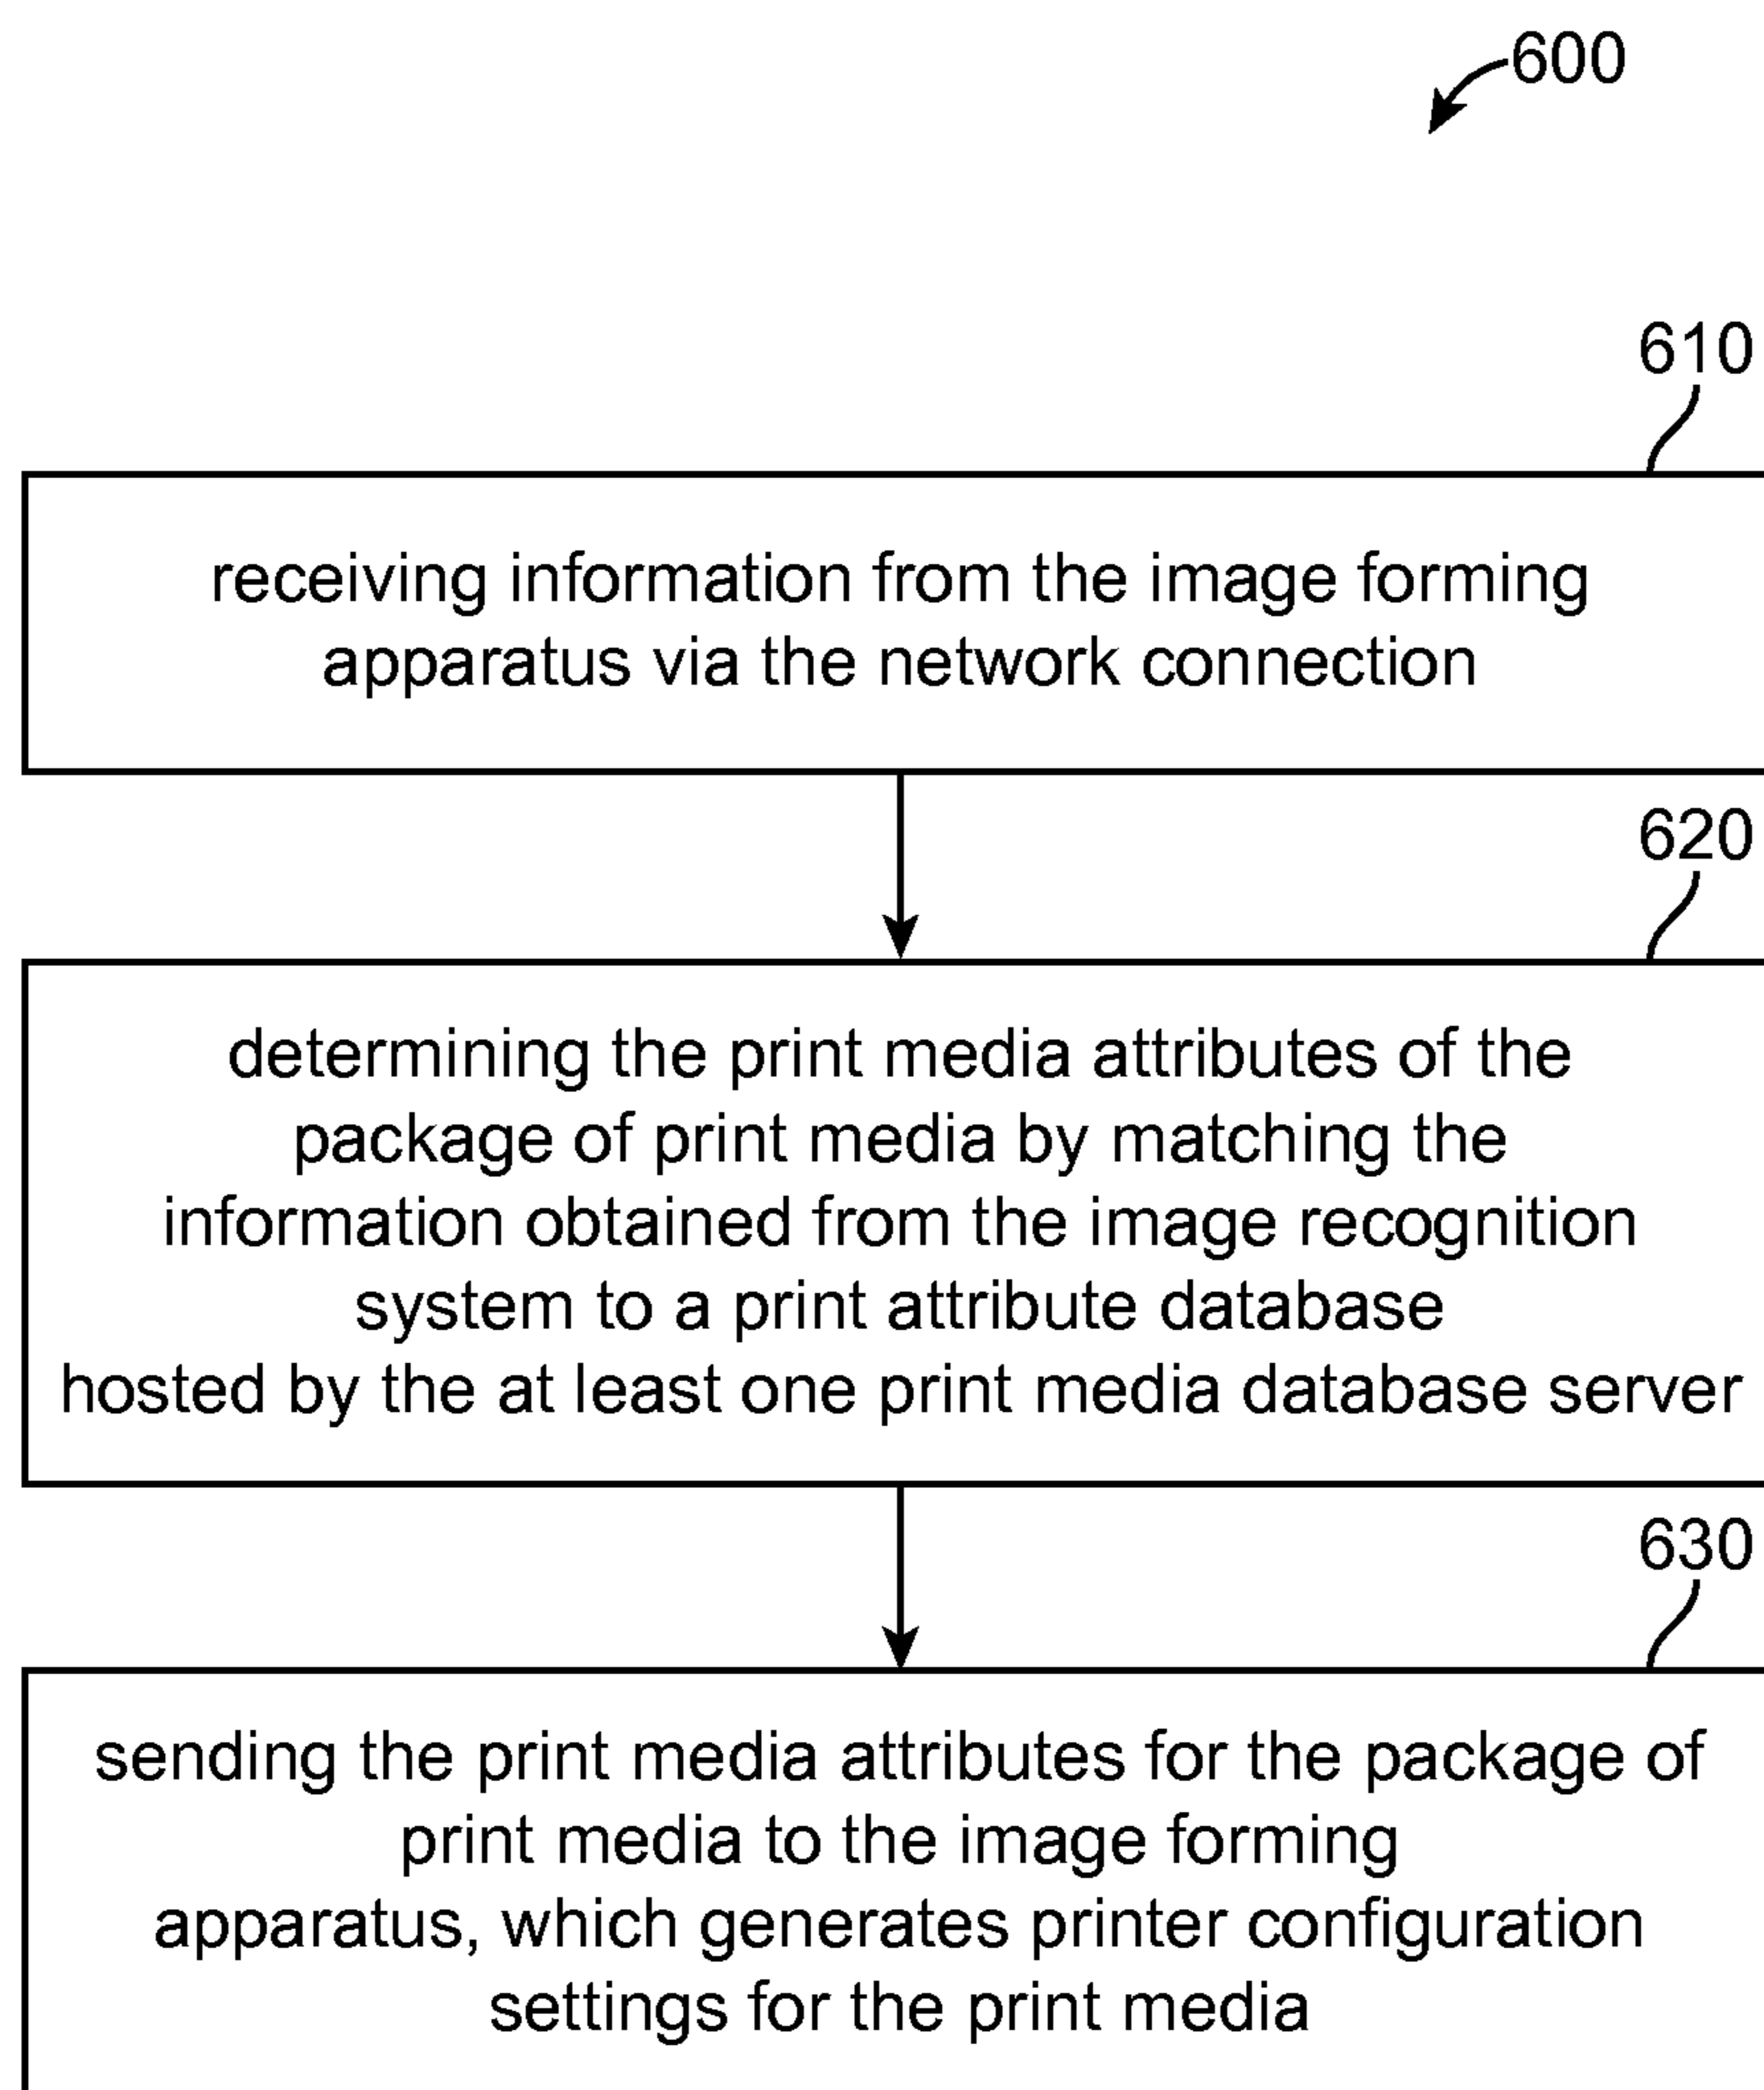 600
610
receiving information from the image forming
apparatus via the network connection
620
determining the print media attributes of the
package of print media by matching the
information obtained from the image recognition
system to a print attribute database
hosted by the at least one print media database server
630
sending the print media attributes for the package of
print media to the image forming
apparatus, which generates printer configuration
settings for the print media